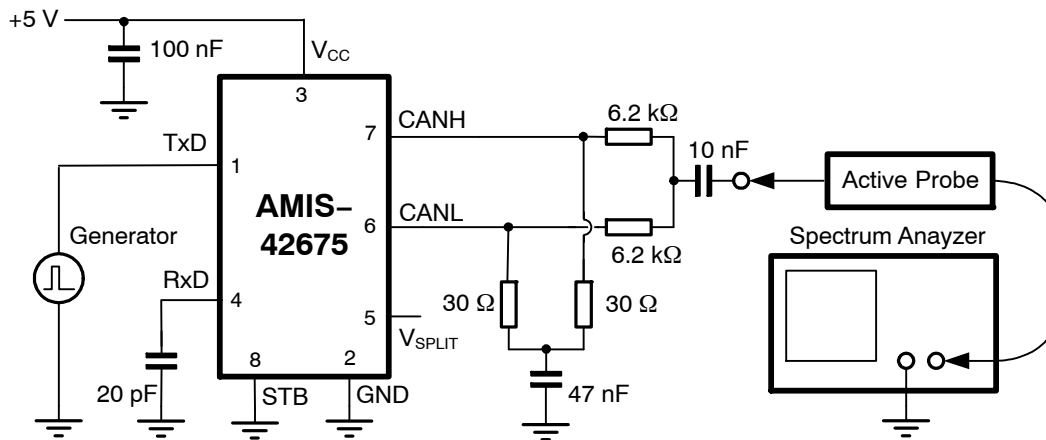 +5 V
100 nF
VCC
3
6.2 kΩ
CANH
7
10 nF
TxD
1
Active Probe
AMIS–
42675
CANL
6
Generator
6.2 kΩ
Spectrum Anayzer
RxD
4
30 Ω
30 Ω
5
VSPLIT
8
2
20 pF
STB
GND
47 nF